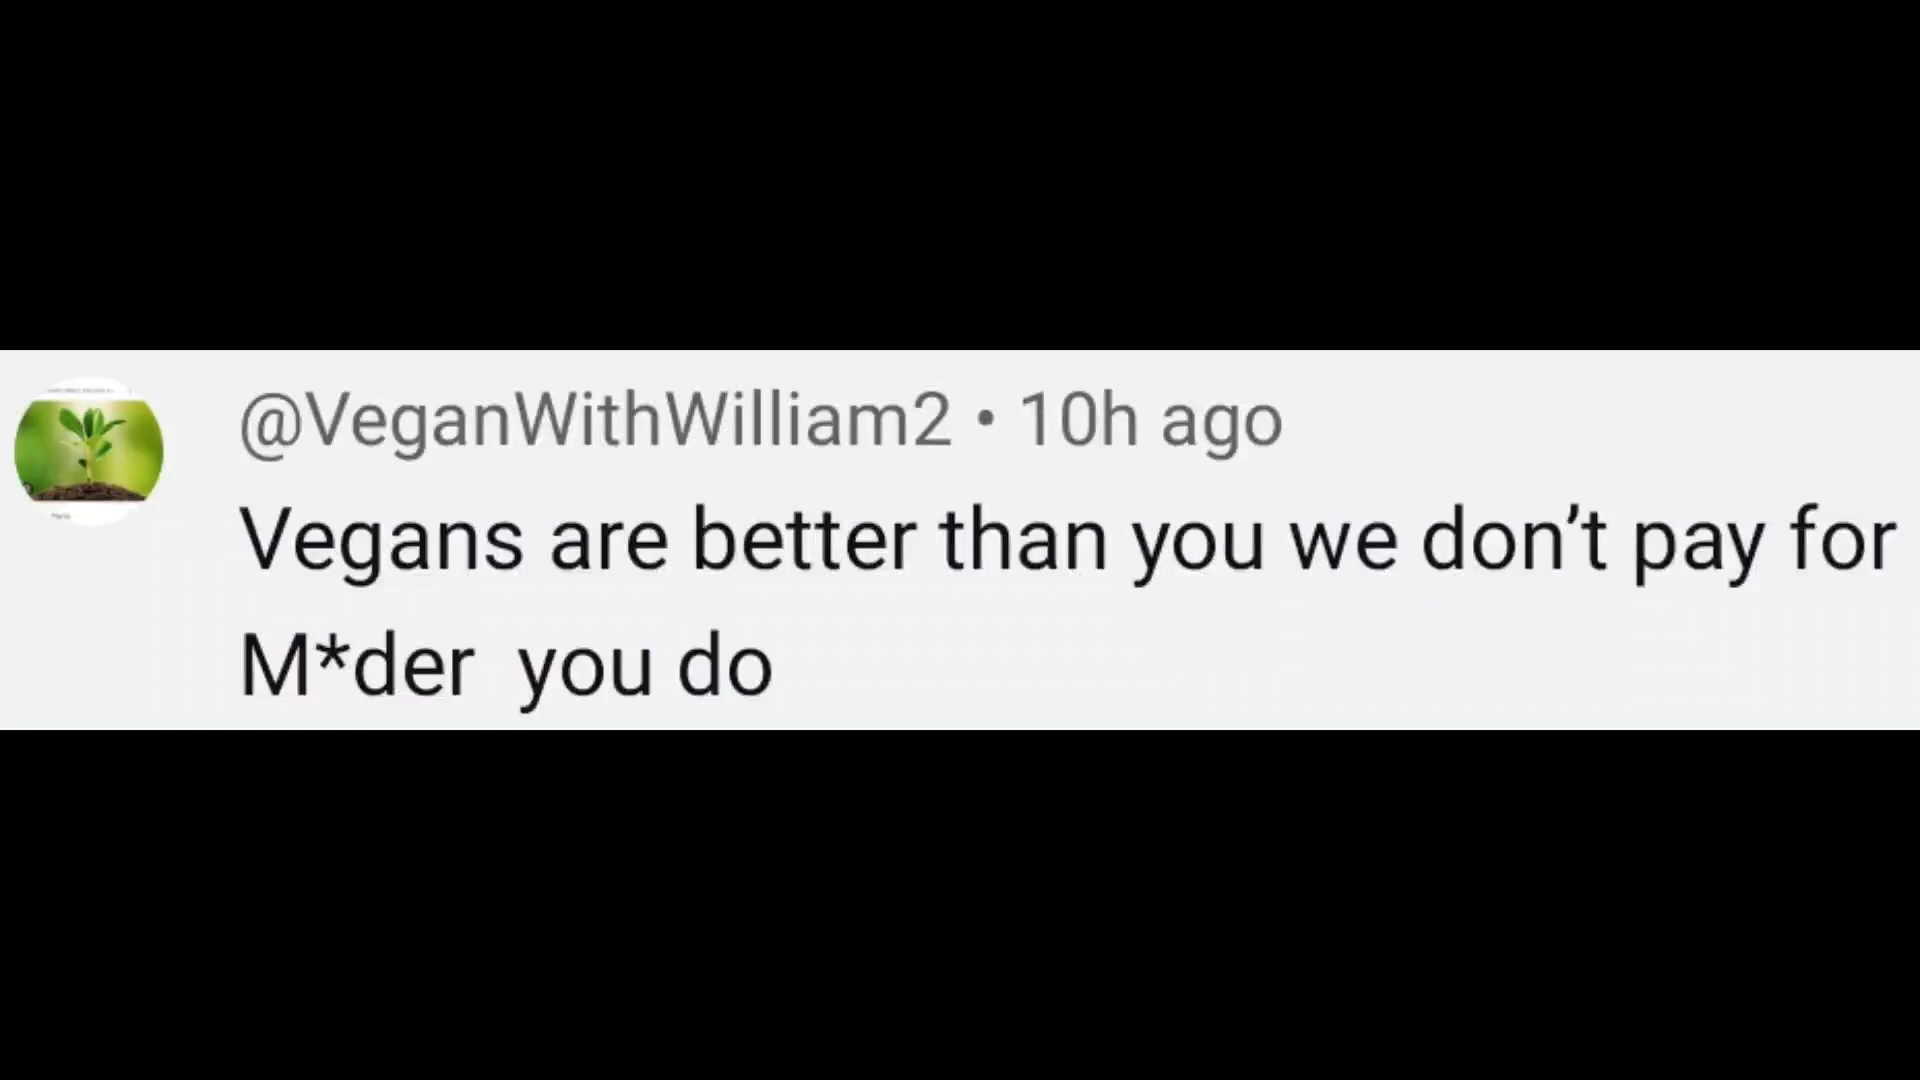 @VeganWithWilliam2 • 10h ago
Vegans are better than you we don’t pay for
M*der  you do